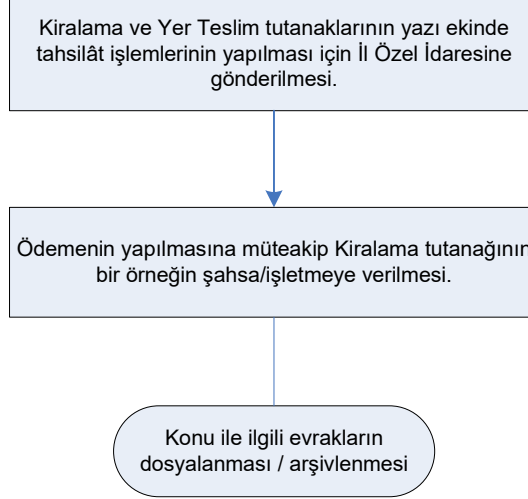 Kiralama ve Yer Teslim tutanaklarının yazı ekinde
tahsilât işlemlerinin yapılması için İl Özel İdaresine
gönderilmesi.
Ödemenin yapılmasına müteakip Kiralama tutanağının
bir örneğin şahsa/işletmeye verilmesi.
Konu ile ilgili evrakların
dosyalanması / arşivlenmesi